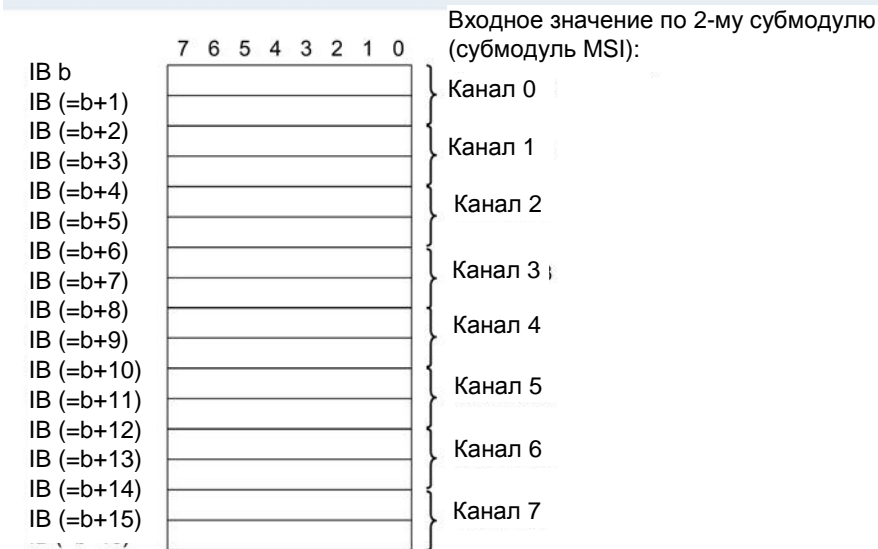 Входное значение по 2-му субмодулю
(субмодуль MSI):
7 6 5 4 3 2 1 0
IB b
Канал 0
IB (=b+1)
IB (=b+2)
Канал 1
IB (=b+3)
IB (=b+4)
Канал 2
IB (=b+5)
IB (=b+6)
Канал 3
IB (=b+7)
IB (=b+8)
Канал 4
IB (=b+9)
IB (=b+10)
Канал 5
IB (=b+11)
IB (=b+12)
Канал 6
IB (=b+13)
IB (=b+14)
Канал 7
IB (=b+15)